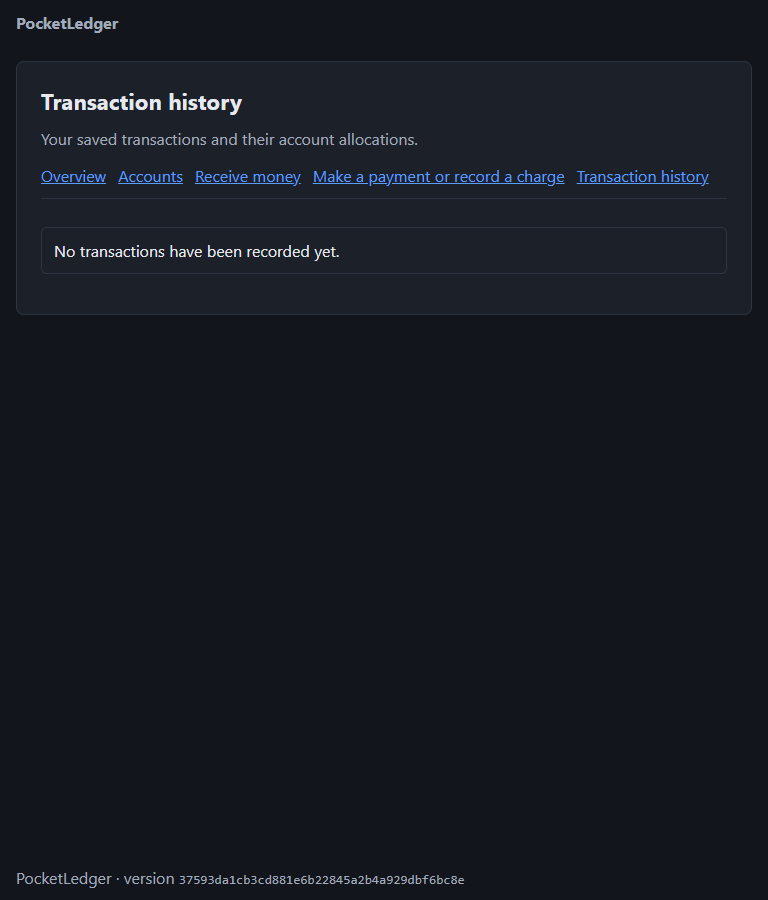 PocketLedger
Transaction history
Your saved transactions and their account allocations.
Overview Accounts Receive money Make a payment or record a charge Transaction history
No transactions have been recorded yet.
PocketLedger · version 37593da1cb3cd881e6b22845a2b4a929dbf6bc8e